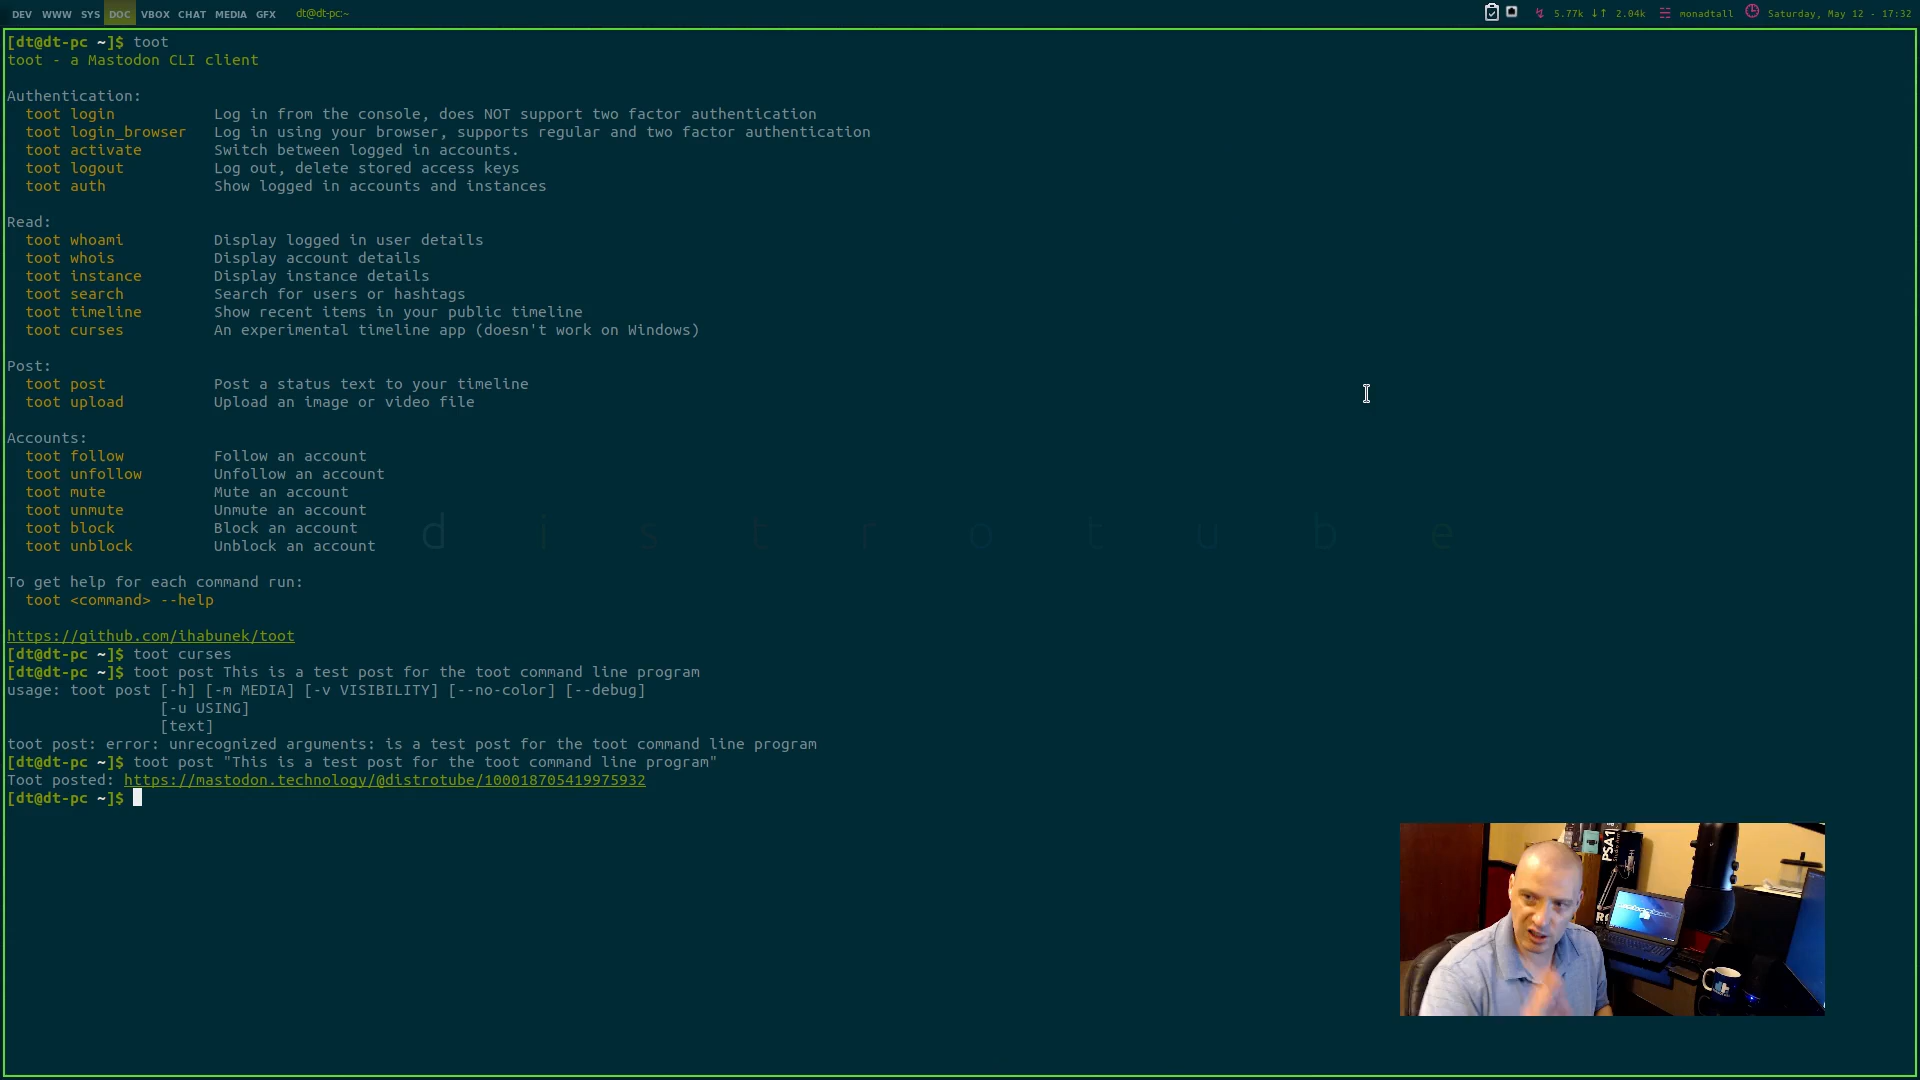 DEV WWW SYS DOC VBOX CHAT MEDIA GFX dt@dt-pc:~ 5.77k ↓↑ 2.04k monadtall Saturday, May 12 - 17:32
[dt@dt-pc ~]$ toot
toot - a Mastodon CLI client
Authentication:
toot login Log in from the console, does NOT support two factor authentication
toot login_browser Log in using your browser, supports regular and two factor authentication
toot activate Switch between logged in accounts.
toot logout Log out, delete stored access keys
toot auth Show logged in accounts and instances
Read:
toot whoami Display logged in user details
toot whois Display account details
toot instance Display instance details
toot search Search for users or hashtags
toot timeline Show recent items in your public timeline
toot curses An experimental timeline app (doesn't work on Windows)
Post:
toot post Post a status text to your timeline
toot upload Upload an image or video file
Accounts:
toot follow Follow an account
toot unfollow Unfollow an account
toot mute Mute an account
toot unmute Unmute an account
toot block Block an account
distrotube
toot unblock Unblock an account
To get help for each command run:
toot <command> --help
https://github.com/ihabunek/toot
[dt@dt-pc ~]$ toot curses
[dt@dt-pc ~]$ toot post This is a test post for the toot command line program
usage: toot post [-h] [-m MEDIA] [-v VISIBILITY] [--no-color] [--debug]
[-u USING]
[text]
toot post: error: unrecognized arguments: is a test post for the toot command line program
[dt@dt-pc ~]$ toot post "This is a test post for the toot command line program"
Toot posted: https://mastodon.technology/@distrotube/100018705419975932
[dt@dt-pc ~]$
PSA1